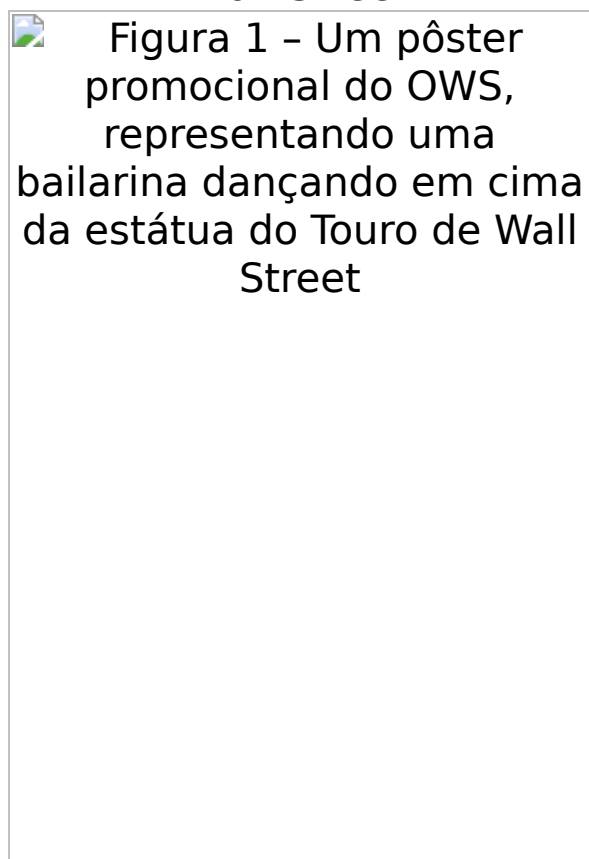 Figura 1 – Um pôster
promocional do OWS,
representando uma
bailarina dançando em cima
da estátua do Touro de Wall
Street